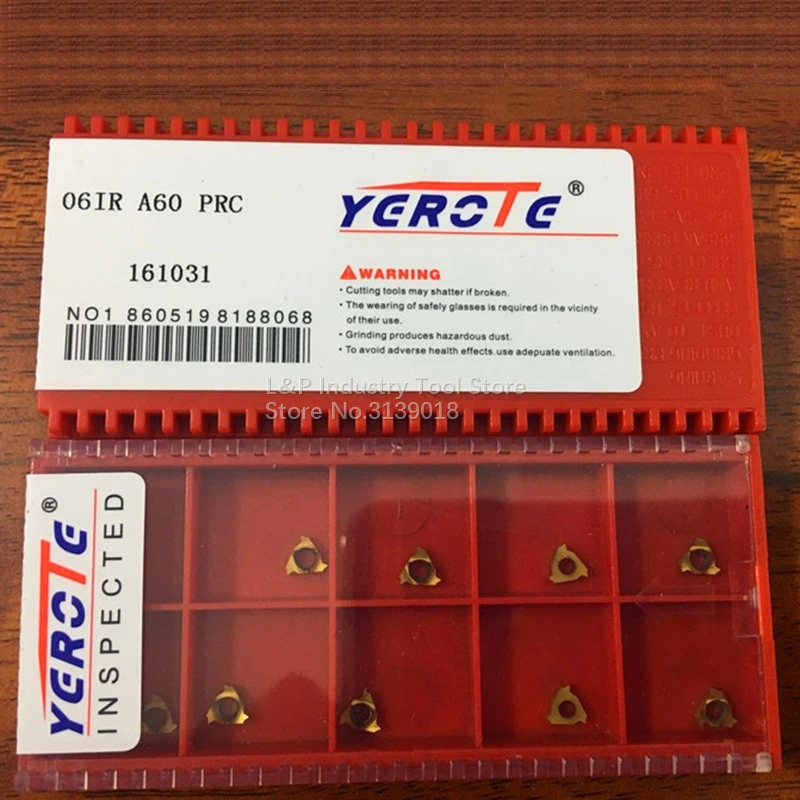 06IR A60 PRC
161031
NO1 8605198188068
YEROTE®
WARNING
• Cutting tools may shatter if broken.
• The wearing of safely glasses is required in the vicinty
of their use.
• Grinding produces hazardous dust.
• To avoid adverse health effects.use adepuate ventilation.
L&P Industry Tool Store
Store No.3139018
YEROTE®
INSPECTED